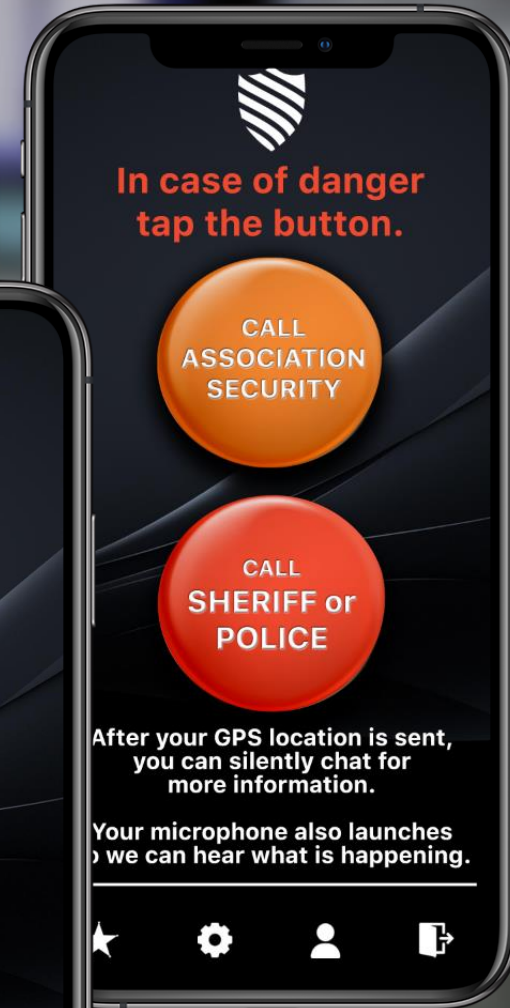 In case of danger
tap the button.
CALL
ASSOCIATION
SECURITY
CALL
SHERIFF or
POLICE
After your GPS location is sent,
you can silently chat for
more information.
Your microphone also launches
we can hear what is happening.